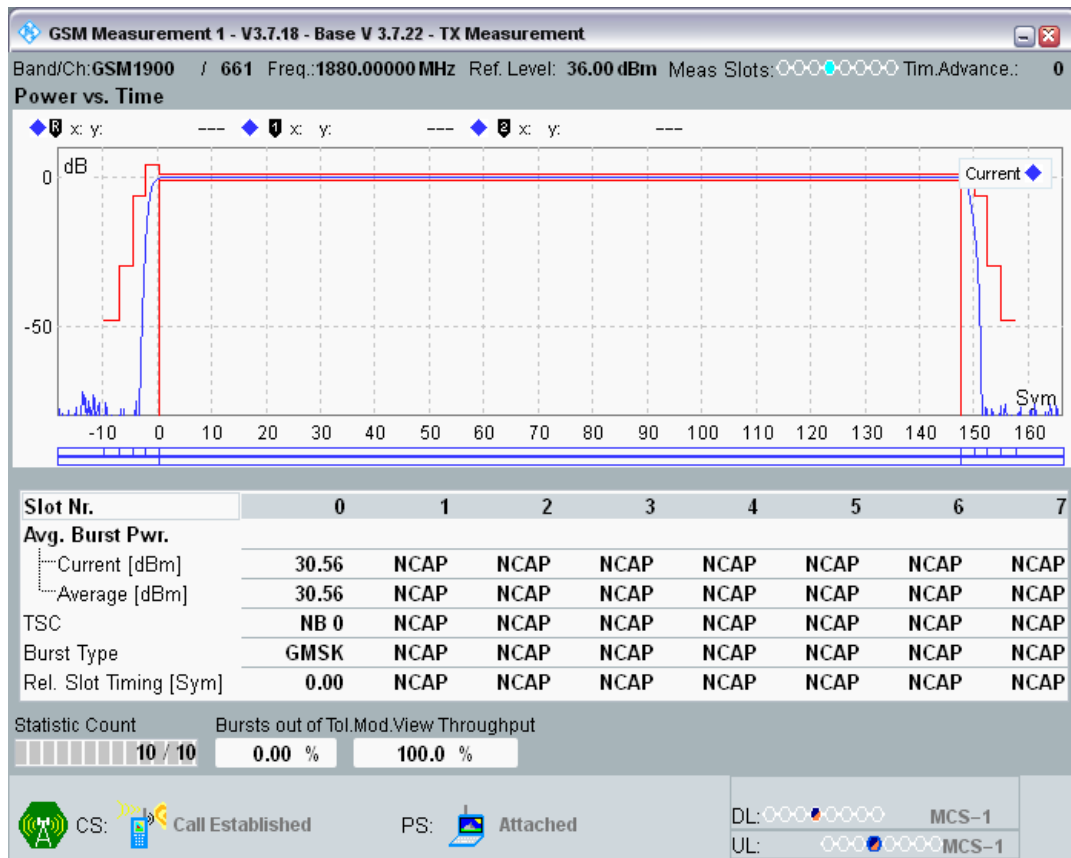 GSM Measurement 1 - V3.7.18 - Base V 3.7.22 - TX Measurement
Band/Ch:GSM1900 / 661 Freq.:1880.00000 MHz Ref. Level: 36.00 dBm Meas Slots: Tim.Advance.: 0
Power vs. Time
R x: y: --- 1 x: y: --- 2 x: y: ---
dB
0
Current
-50
Sym
-10 0 10 20 30 40 50 60 70 80 90 100 110 120 130 140 150 160
Slot Nr. 0 1 2 3 4 5 6 7
Avg. Burst Pwr.
Current [dBm] 30.56 NCAP NCAP NCAP NCAP NCAP NCAP NCAP
Average [dBm] 30.56 NCAP NCAP NCAP NCAP NCAP NCAP NCAP
TSC NB 0 NCAP NCAP NCAP NCAP NCAP NCAP NCAP
Burst Type GMSK NCAP NCAP NCAP NCAP NCAP NCAP NCAP
Rel. Slot Timing [Sym] 0.00 NCAP NCAP NCAP NCAP NCAP NCAP NCAP
Statistic Count Bursts out of Tol.Mod.View Throughput
10 / 10 0.00 % 100.0 %
CS: Call Established PS: Attached DL: MCS-1
UL: MCS-1